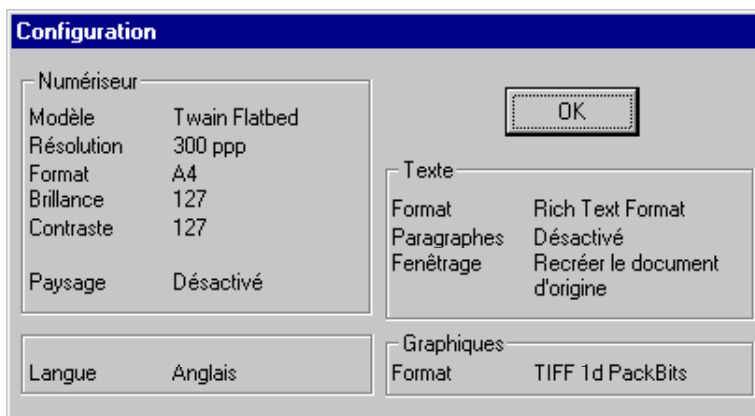 Configuration
Numériseur
Modèle Twain Flatbed
Résolution 300 ppp
Format A4
Brillance 127
Contraste 127
Paysage Désactivé
Langue Anglais
OK
Texte
Format Rich Text Format
Paragraphes Désactivé
Fenêtrage Recréer le document
d'origine
Graphiques
Format TIFF 1d PackBits